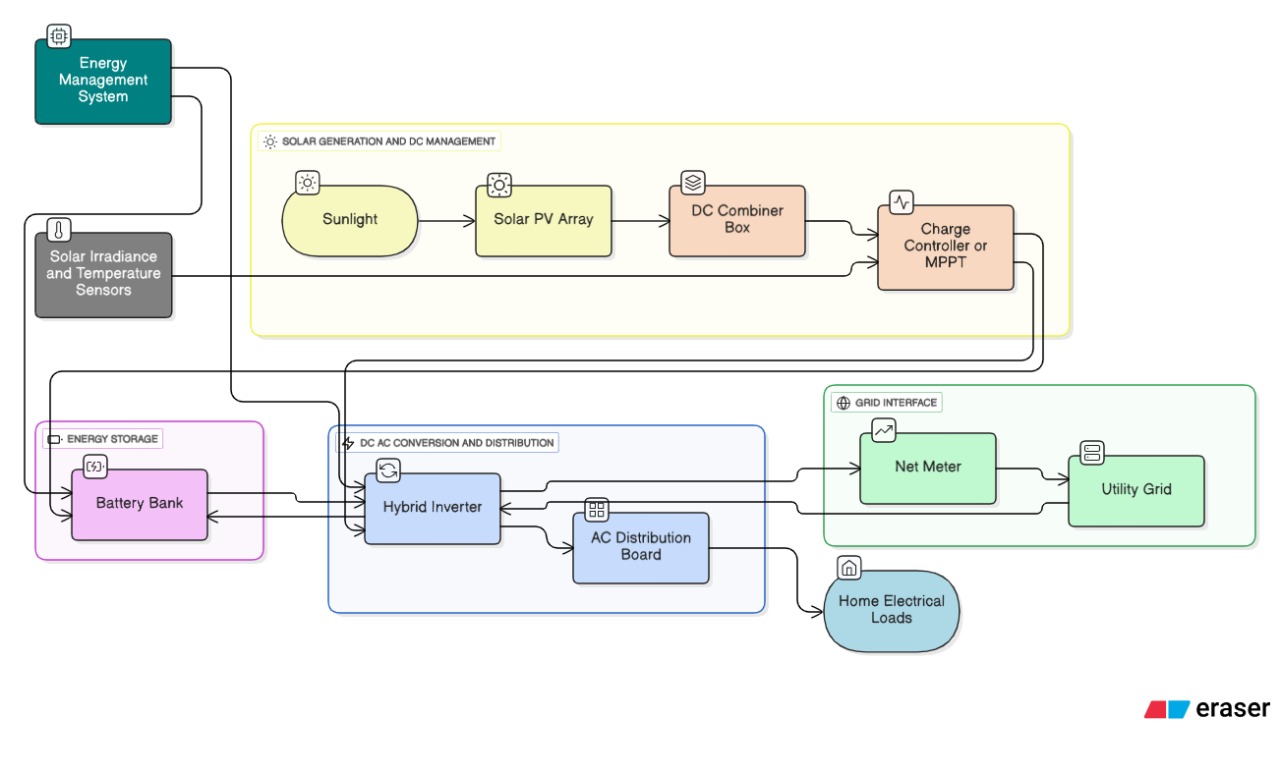 Energy
Management
System
SOLAR GENERATION AND DC MANAGEMENT
Sunlight
Solar PV Array
DC Combiner
Box
Charge
Controller or
MPPT
Solar Irradiance
and Temperature
Sensors
ENERGY STORAGE
Battery Bank
DC AC CONVERSION AND DISTRIBUTION
Hybrid Inverter
AC Distribution
Board
GRID INTERFACE
Net Meter
Utility Grid
Home Electrical
Loads
eraser